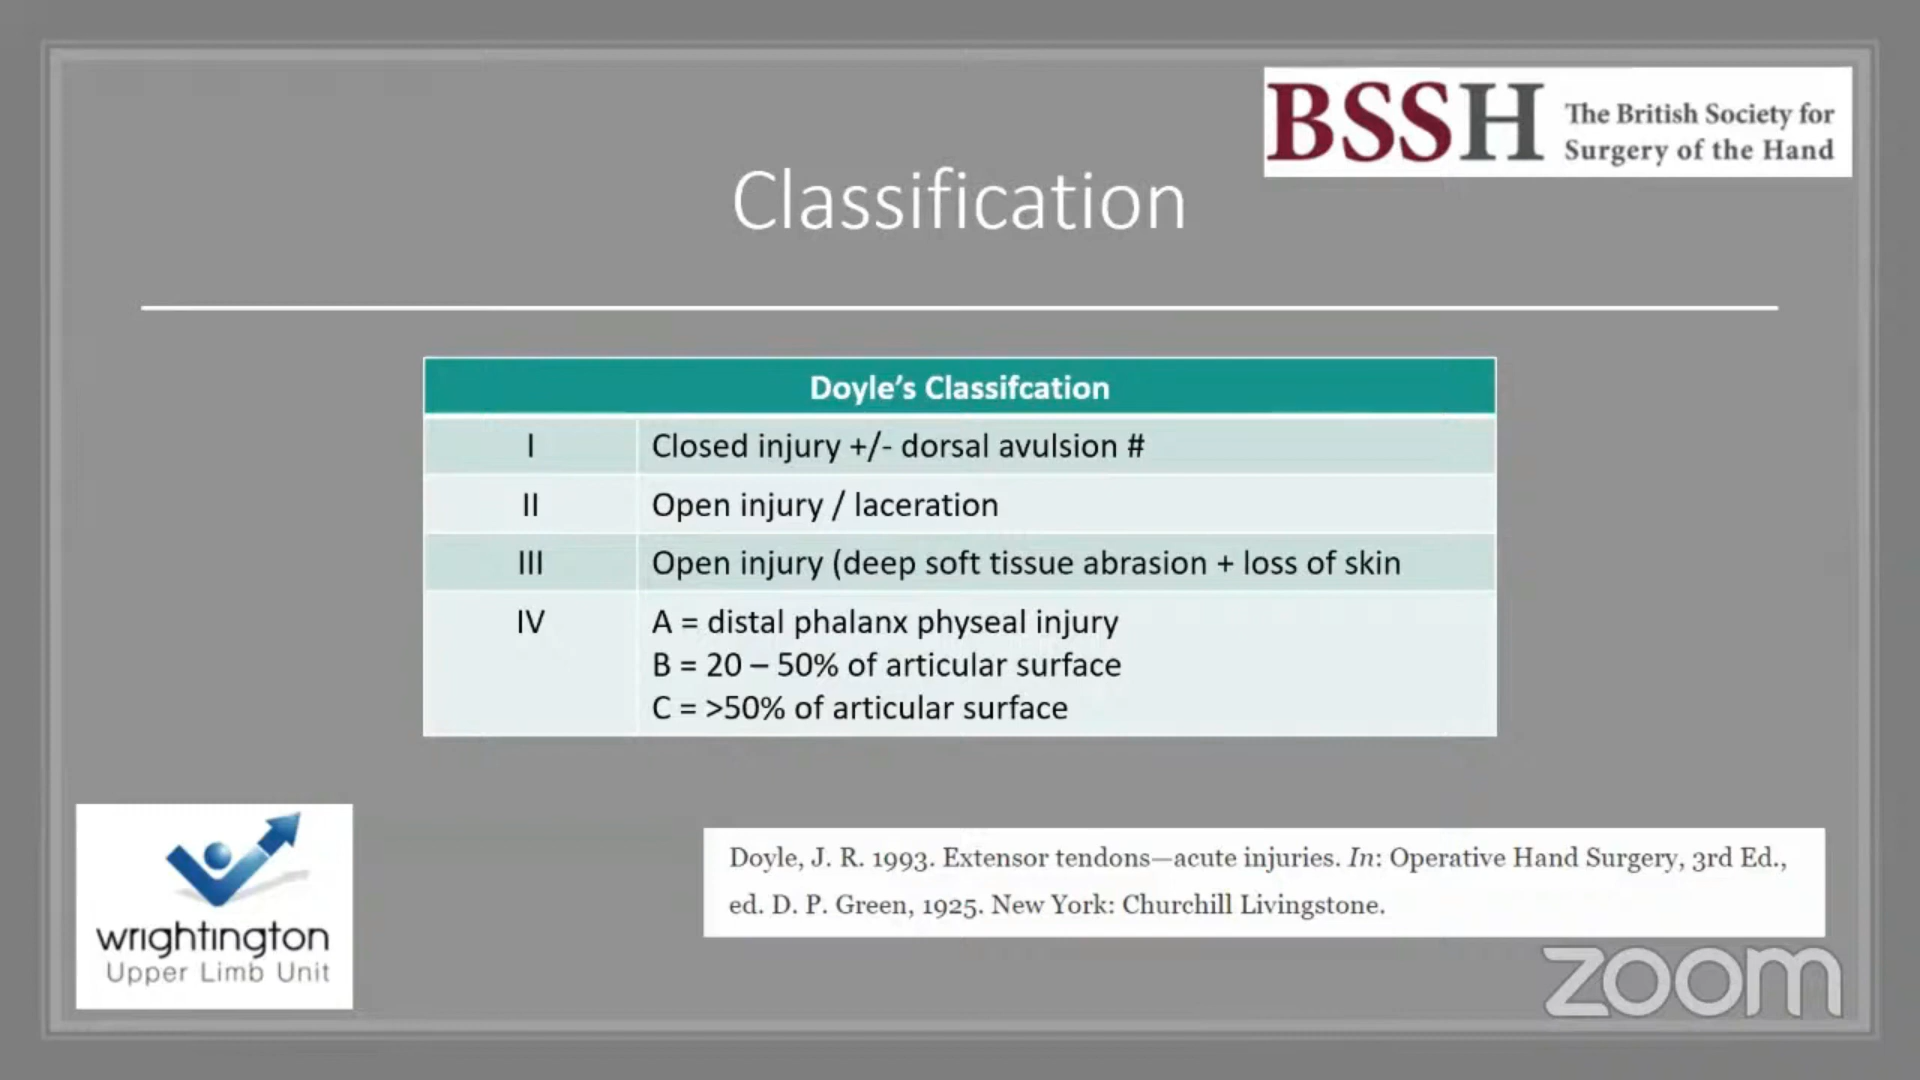 BSSH The British Society for
Surgery of the Hand
Classification
Doyle’s Classifcation
I Closed injury +/- dorsal avulsion #
II Open injury / laceration
III Open injury (deep soft tissue abrasion + loss of skin
IV A = distal phalanx physeal injury
B = 20 – 50% of articular surface
C = >50% of articular surface
Doyle, J. R. 1993. Extensor tendons—acute injuries. In: Operative Hand Surgery, 3rd Ed.,
ed. D. P. Green, 1925. New York: Churchill Livingstone.
wrightington
Upper Limb Unit
zoom